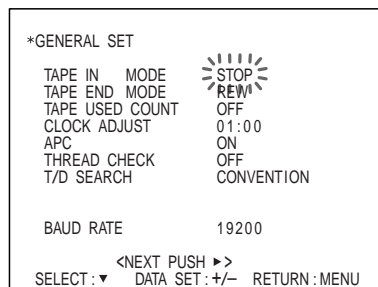 *GENERAL SET
TAPE IN MODE STOP
TAPE END MODE REW
TAPE USED COUNT OFF
CLOCK ADJUST 01:00
APC ON
THREAD CHECK OFF
T/D SEARCH CONVENTION
BAUD RATE 19200
<NEXT PUSH ►>
SELECT:▼ DATA SET:+/– RETURN:MENU